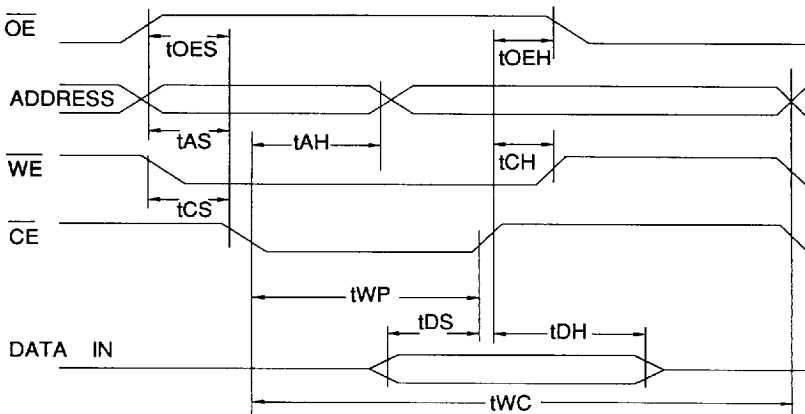 OE
tOES
tOEH
ADDRESS
tAS
tAH
tCH
WE
tCS
CE
tWP
tDS
tDH
DATA IN
tWC